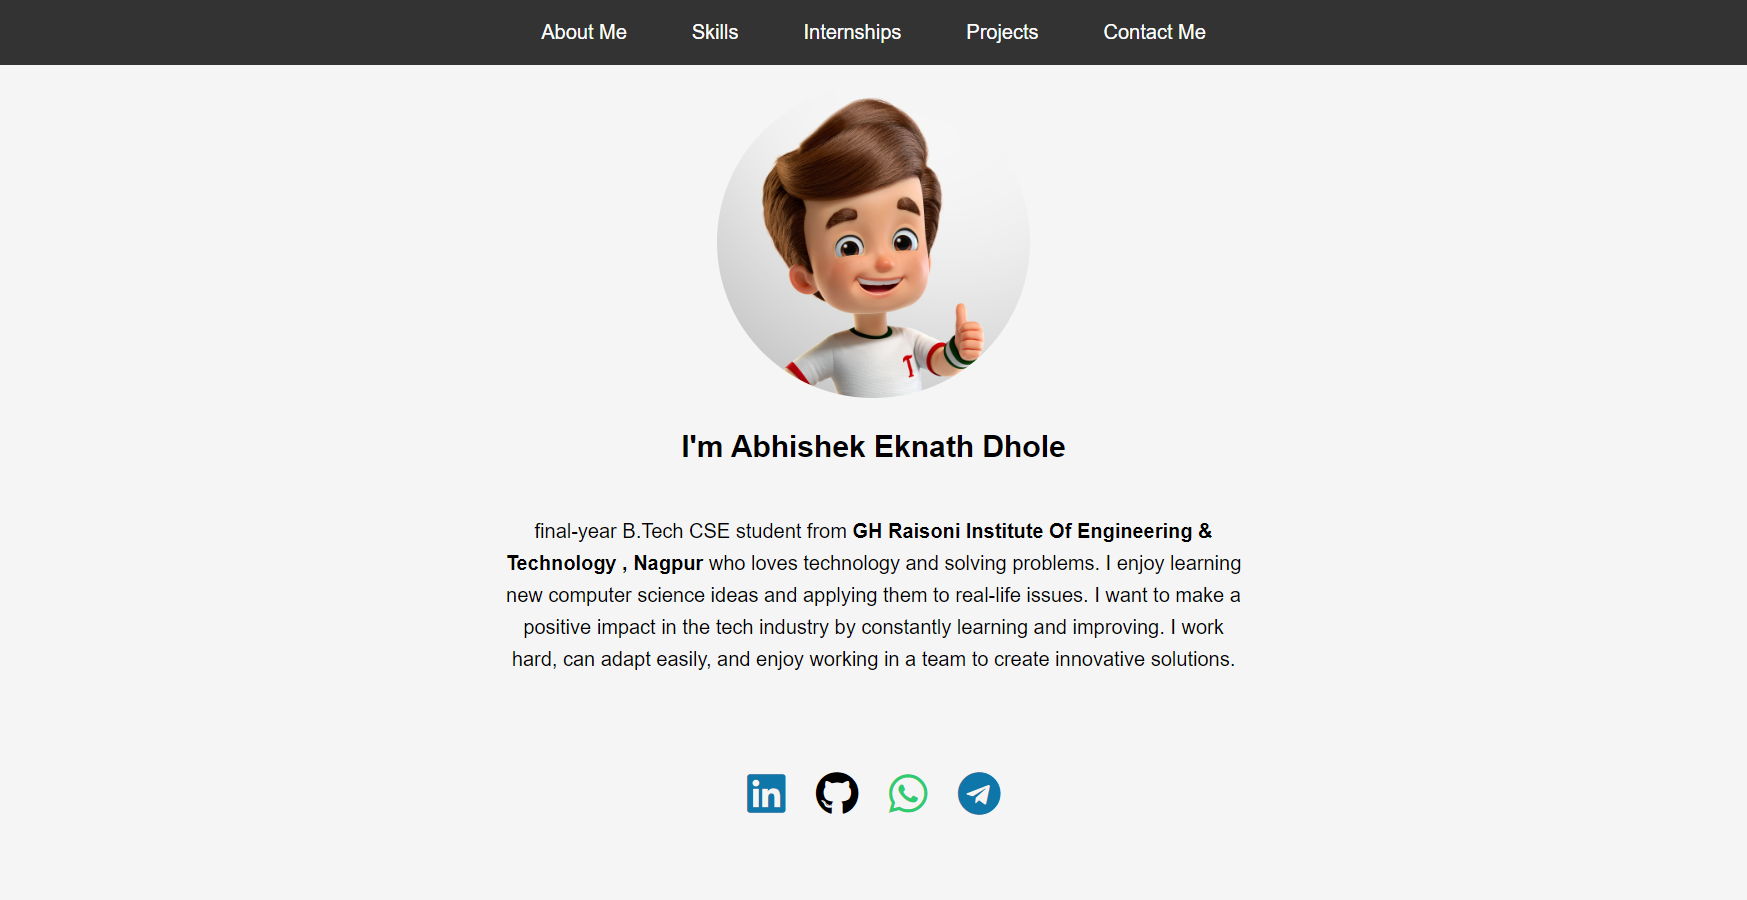 About Me Skills Internships Projects Contact Me
T
I'm Abhishek Eknath Dhole
final-year B.Tech CSE student from GH Raisoni Institute Of Engineering &
Technology , Nagpur who loves technology and solving problems. I enjoy learning
new computer science ideas and applying them to real-life issues. I want to make a
positive impact in the tech industry by constantly learning and improving. I work
hard, can adapt easily, and enjoy working in a team to create innovative solutions.
in